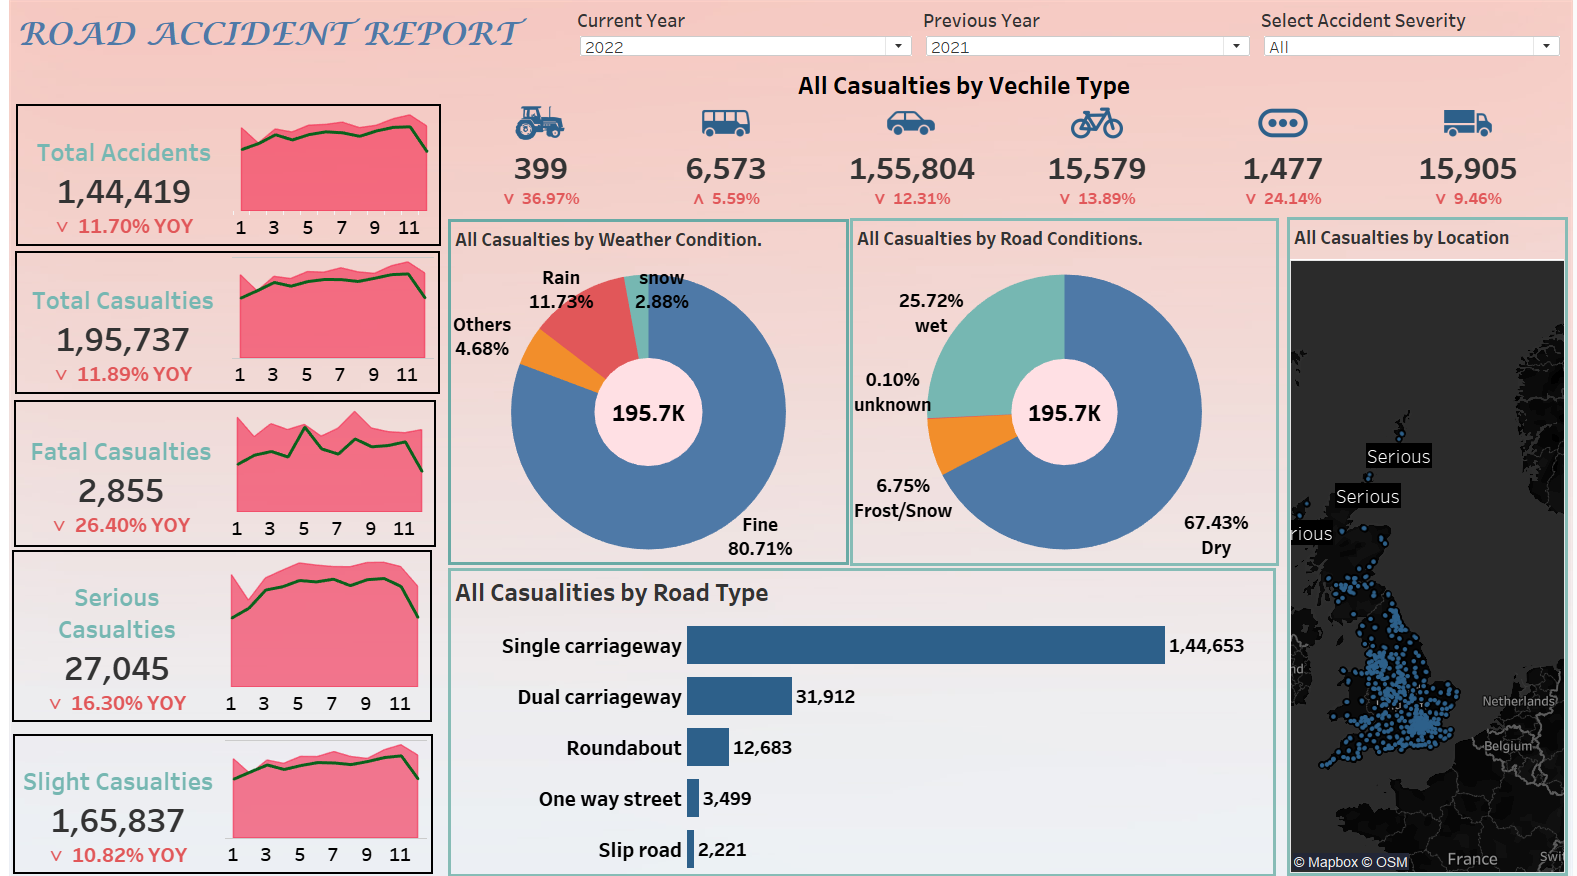 ROAD ACCIDENT REPORT
Current Year
2022
Previous Year
2021
Select Accident Severity
All
All Casualties by Vechile Type
399
v 36.97%
6,573
ʌ 5.59%
1,55,804
v 12.31%
15,579
v 13.89%
1,477
v 24.14%
15,905
v 9.46%
Total Accidents
1,44,419
v 11.70% YOY
1 3 5 7 9 11
Total Casualties
1,95,737
v 11.89% YOY
1 3 5 7 9 11
Fatal Casualties
2,855
v 26.40% YOY
1 3 5 7 9 11
Serious
Casualties
27,045
v 16.30% YOY
1 3 5 7 9 11
Slight Casualties
1,65,837
v 10.82% YOY
1 3 5 7 9 11
All Casualties by Weather Condition.
Rain
11.73%
snow
2.88%
Others
4.68%
195.7K
Fine
80.71%
All Casualties by Road Conditions.
25.72%
wet
0.10%
unknown
195.7K
6.75%
Frost/Snow
67.43%
Dry
All Casualities by Road Type
Single carriageway 1,44,653
Dual carriageway 31,912
Roundabout 12,683
One way street 3,499
Slip road 2,221
All Casualties by Location
Serious
Serious
rious
nd
Netherlands
Belgium
France
Swit
© Mapbox © OSM